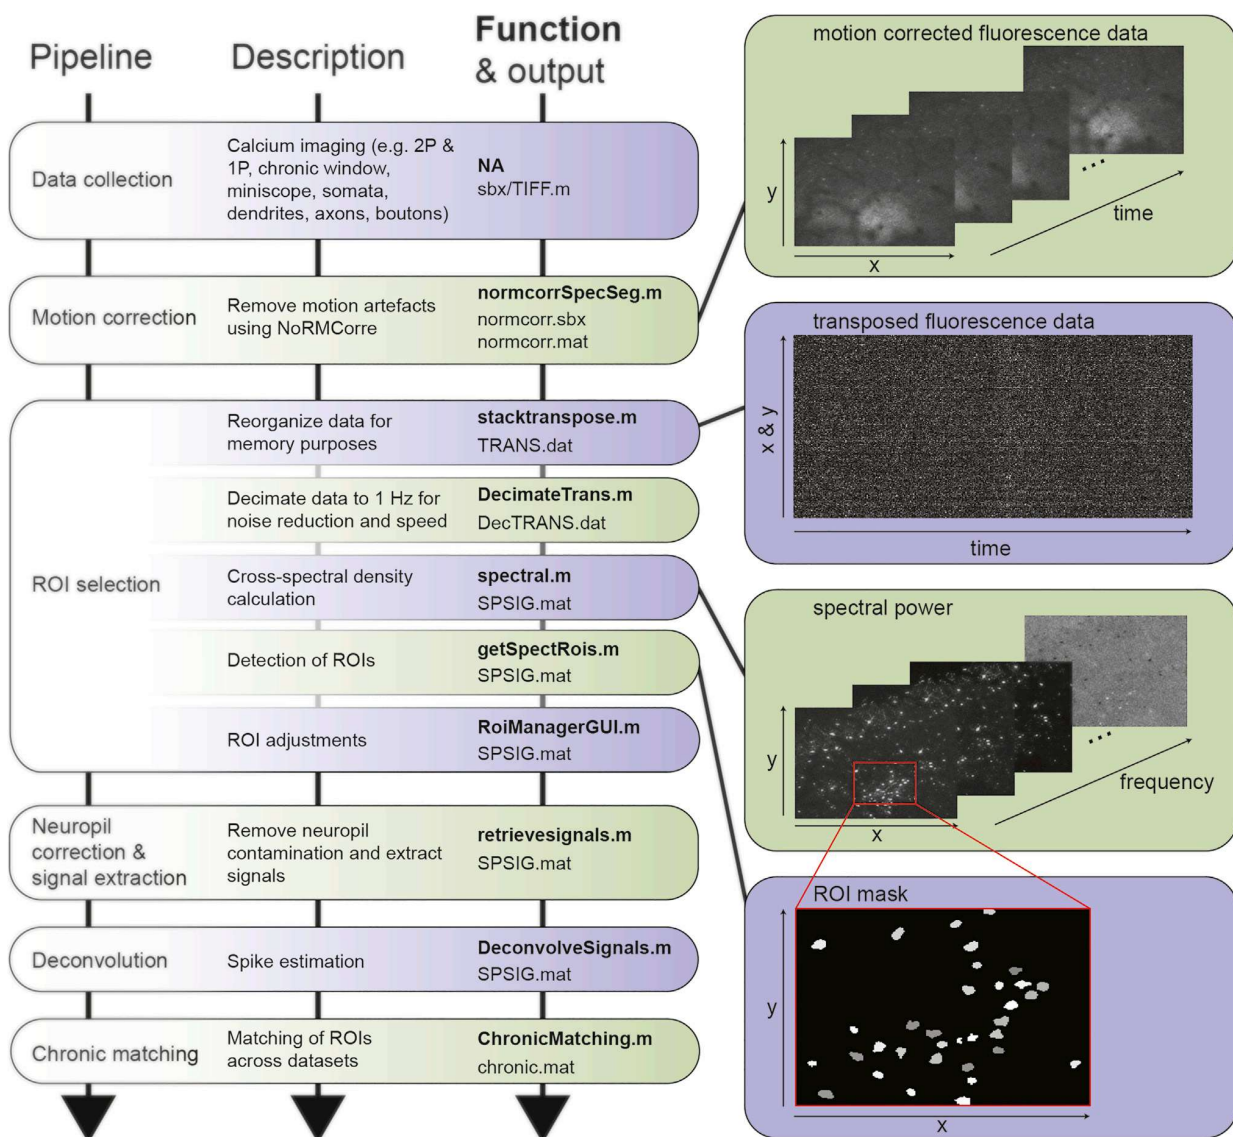 Pipeline
Description
Function
& output
Data collection
Calcium imaging (e.g. 2P &
1P, chronic window,
miniscope, somata,
dendrites, axons, boutons)
NA
sbx/TIFF.m
Motion correction
Remove motion artefacts
using NoRMCorre
normcorrSpecSeg.m
normcorr.sbx
normcorr.mat
ROI selection
Reorganize data for
memory purposes
stacktranspose.m
TRANS.dat
Decimate data to 1 Hz for
noise reduction and speed
DecimateTrans.m
DecTRANS.dat
Cross-spectral density
calculation
spectral.m
SPSIG.mat
Detection of ROIs
getSpectRois.m
SPSIG.mat
ROI adjustments
RoiManagerGUI.m
SPSIG.mat
Neuropil
correction &
signal extraction
Remove neuropil
contamination and extract
signals
retrievesignals.m
SPSIG.mat
Deconvolution
Spike estimation
DeconvolveSignals.m
SPSIG.mat
Chronic matching
Matching of ROIs
across datasets
ChronicMatching.m
chronic.mat
motion corrected fluorescence data
y
x
time
transposed fluorescence data
x & y
time
spectral power
y
x
frequency
ROI mask
y
x